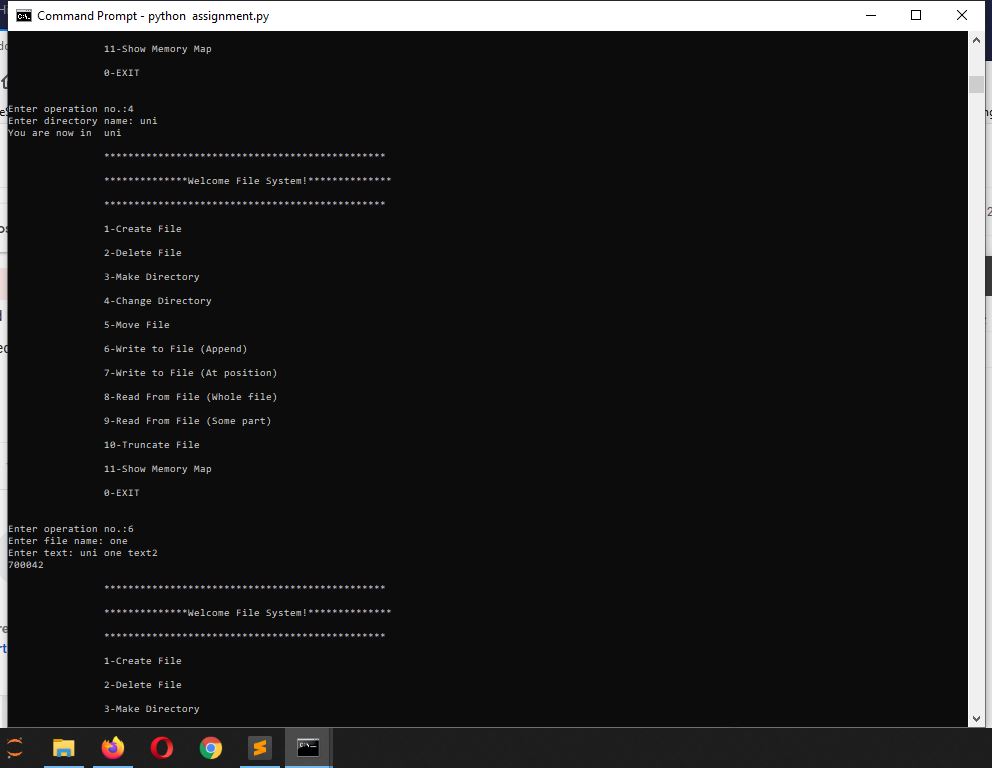 Command Prompt - python  assignment.py
11-Show Memory Map
0-EXIT
Enter operation no.:4
Enter directory name: uni
You are now in  uni
***********************************************
**************Welcome File System!**************
***********************************************
1-Create File
2-Delete File
3-Make Directory
4-Change Directory
5-Move File
6-Write to File (Append)
7-Write to File (At position)
8-Read From File (Whole file)
9-Read From File (Some part)
10-Truncate File
11-Show Memory Map
0-EXIT
Enter operation no.:6
Enter file name: one
Enter text: uni one text2
700042
***********************************************
**************Welcome File System!**************
***********************************************
1-Create File
2-Delete File
3-Make Directory